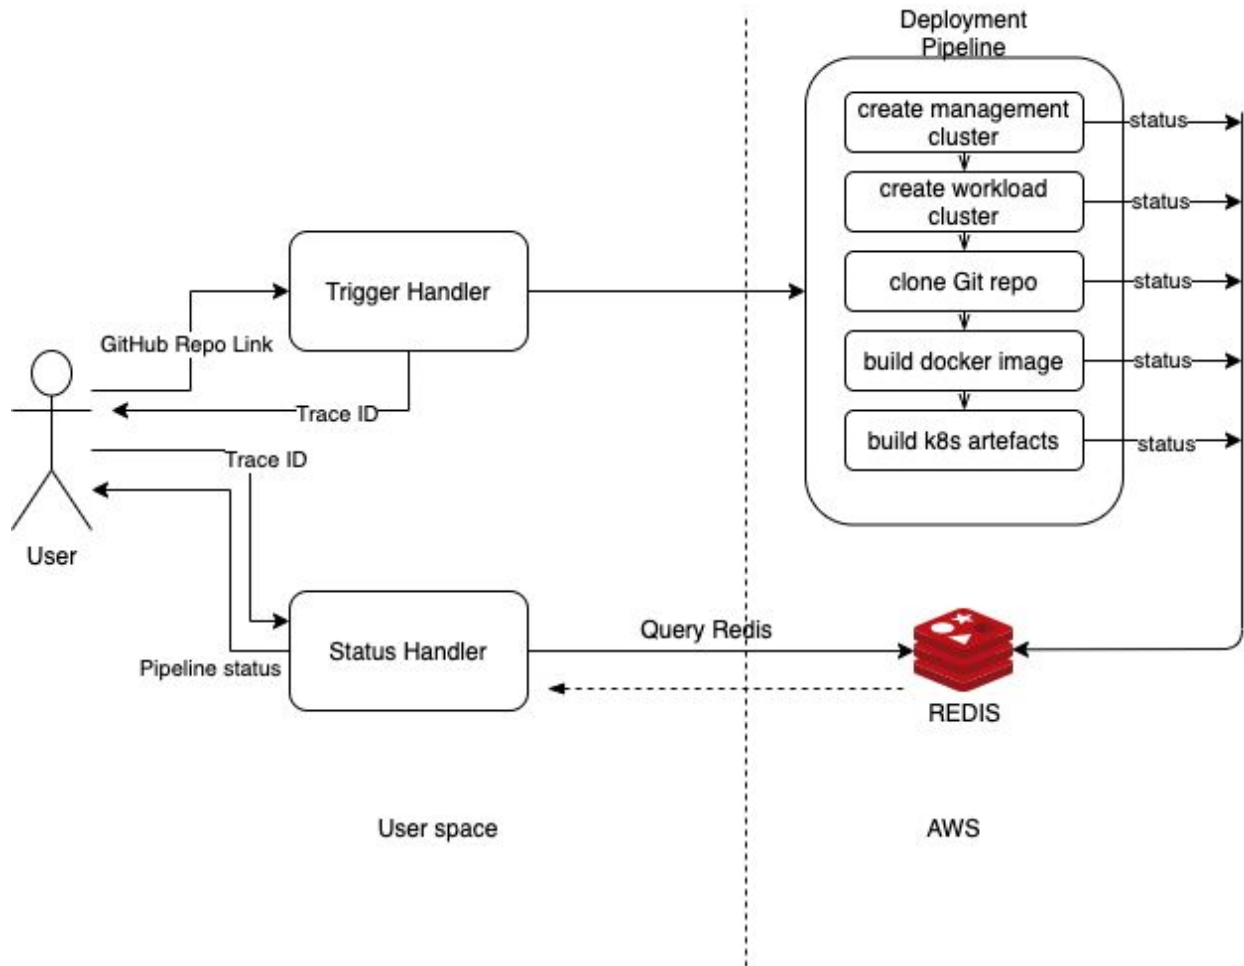 Deployment
Pipeline
create management
cluster
status
create workload
cluster
status
Trigger Handler
clone Git repo
status
GitHub Repo Link
build docker image
status
Trace ID
build k8s artefacts
status
Trace ID
User
Query Redis
Status Handler
Pipeline status
REDIS
User space
AWS